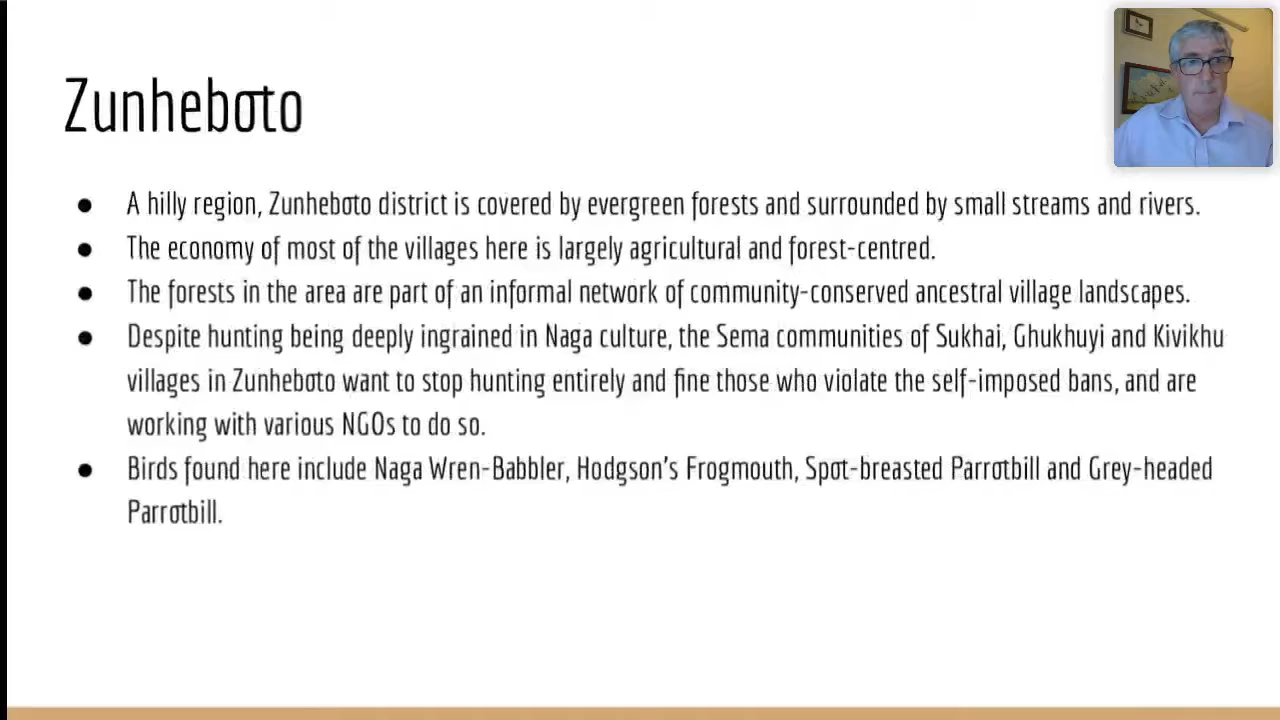 Zunheboto
● A hilly region, Zunheboto district is covered by evergreen forests and surrounded by small streams and rivers.
● The economy of most of the villages here is largely agricultural and forest-centred.
● The forests in the area are part of an informal network of community-conserved ancestral village landscapes.
● Despite hunting being deeply ingrained in Naga culture, the Sema communities of Sukhai, Ghukhuyi and Kivikhu
villages in Zunheboto want to stop hunting entirely and fine those who violate the self-imposed bans, and are
working with various NGOs to do so.
● Birds found here include Naga Wren-Babbler, Hodgson's Frogmouth, Spot-breasted Parrotbill and Grey-headed
Parrotbill.